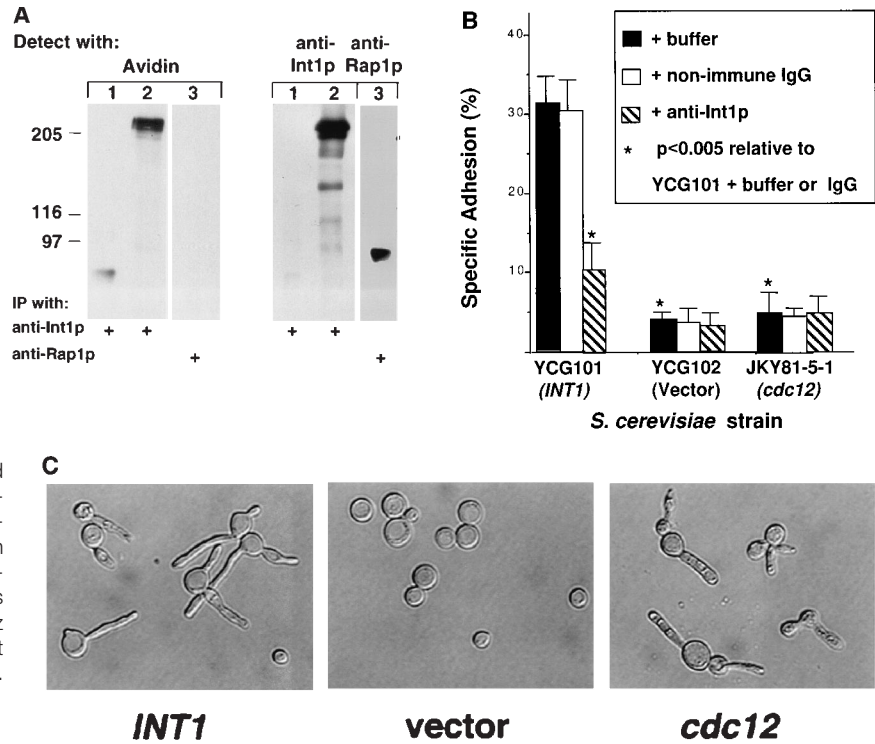 A
Detect with:
Avidin
anti-
Int1p
anti-
Rap1p
1 2 3
1 2 3
205
116
97
IP with:
anti-Int1p + + + +
anti-Rap1p + +
B
Specific Adhesion (%)
40
30
20
10
+ buffer
+ non-immune IgG
+ anti-Int1p
* p<0.005 relative to
YCG101 + buffer or IgG
*
*
*
YCG101
(INT1)
YCG102
(Vector)
JKY81-5-1
(cdc12)
S. cerevisiae strain
C
INT1
vector
cdc12